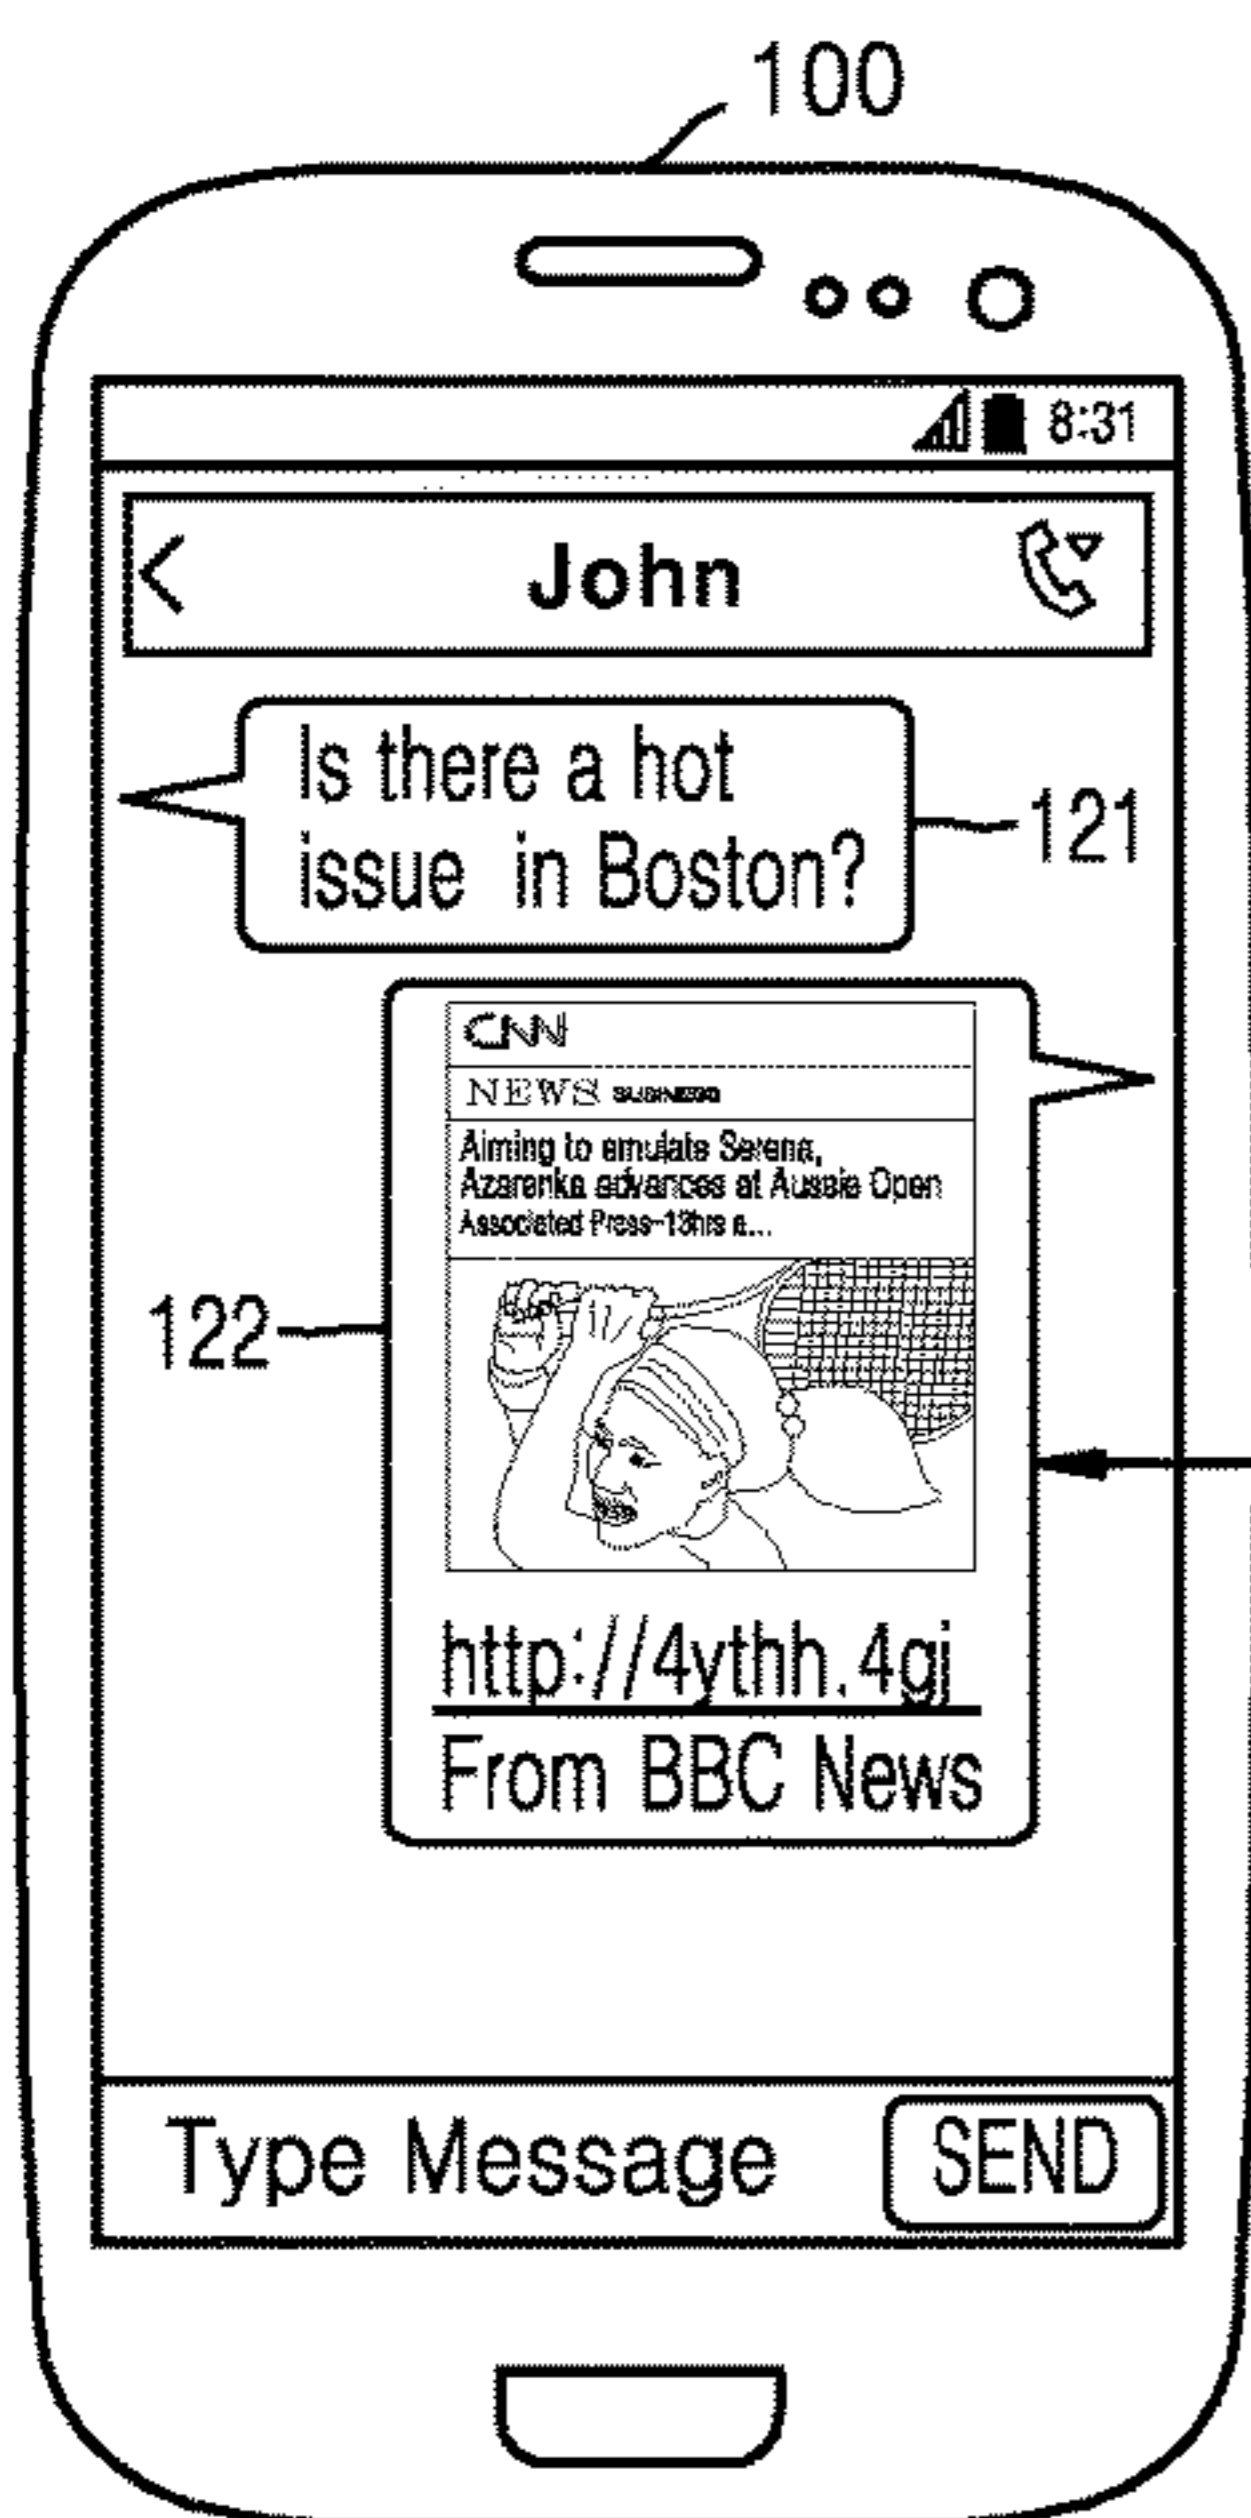 100
8:31
John
Is there a hot
issue in Boston?
121
CNN
NEWS BUSINESS
Aiming to emulate Serena,
Azarenka advances at Aussie Open
Associated Press-13hrs a...
122
http://4ythh.4gj
From BBC News
Type Message
SEND